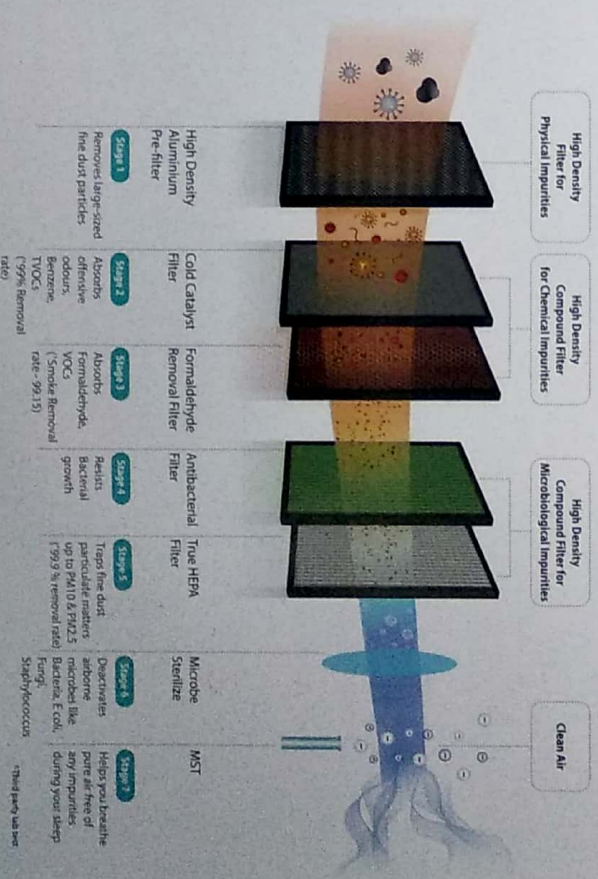 High Density
Filter for
Physical Impurities
High Density
Compound Filter
for Chemical Impurities
High Density
Compound Filter for
Microbiological Impurities
Clean Air
High Density
Aluminium
Pre-filter
Stage 1
Removes large-sized
fine dust particles
Cold Catalyst
Filter
Stage 2
Absorbs
offensive
odours,
Benzene,
TVOCs
(*99% Removal
rate)
Formaldehyde
Removal Filter
Stage 3
Absorbs
Formaldehyde,
VOCs
(*Smoke Removal
rate - 99.15)
Antibacterial
Filter
Stage 4
Resists
Bacterial
growth
True HEPA
Filter
Stage 5
Traps fine dust
particulate matters
up to PM10 & PM2.5
(*99.9 % removal rate)
Microbe
Sterilize
Stage 6
Deactivates
airborne
microbes like
Bacteria, E coli,
Fungi,
Staphylococcus
MST
Stage 7
Helps you breathe
pure air free of
any impurities
during your sleep
*Third party lab test